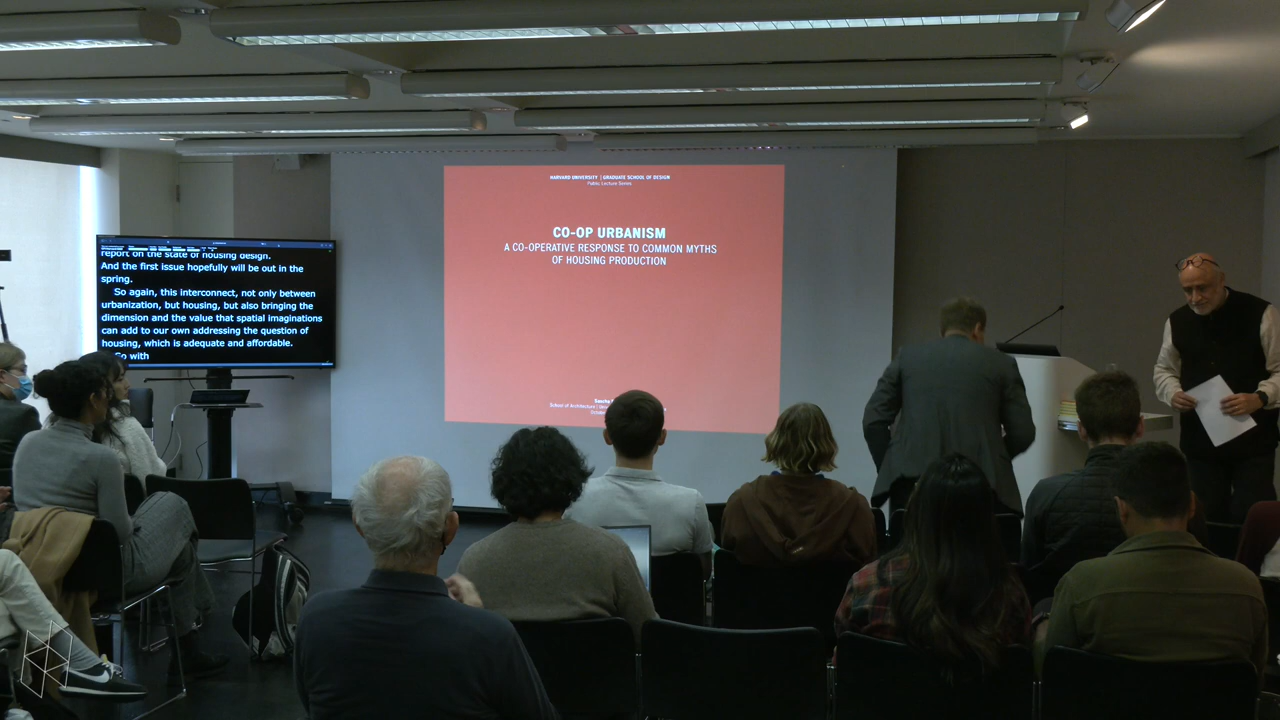 report on the state of housing design.
And the first issue hopefully will be out in the
spring.
So again, this interconnect, not only between
urbanization, but housing, but also bringing the
dimension and the value that spatial imaginations
can add to our own addressing the question of
housing, which is adequate and affordable.
So with
HARVARD UNIVERSITY | GRADUATE SCHOOL OF DESIGN
Public Lecture Series
CO-OP URBANISM
A CO-OPERATIVE RESPONSE TO COMMON MYTHS
OF HOUSING PRODUCTION
Sascha
School of Architecture |